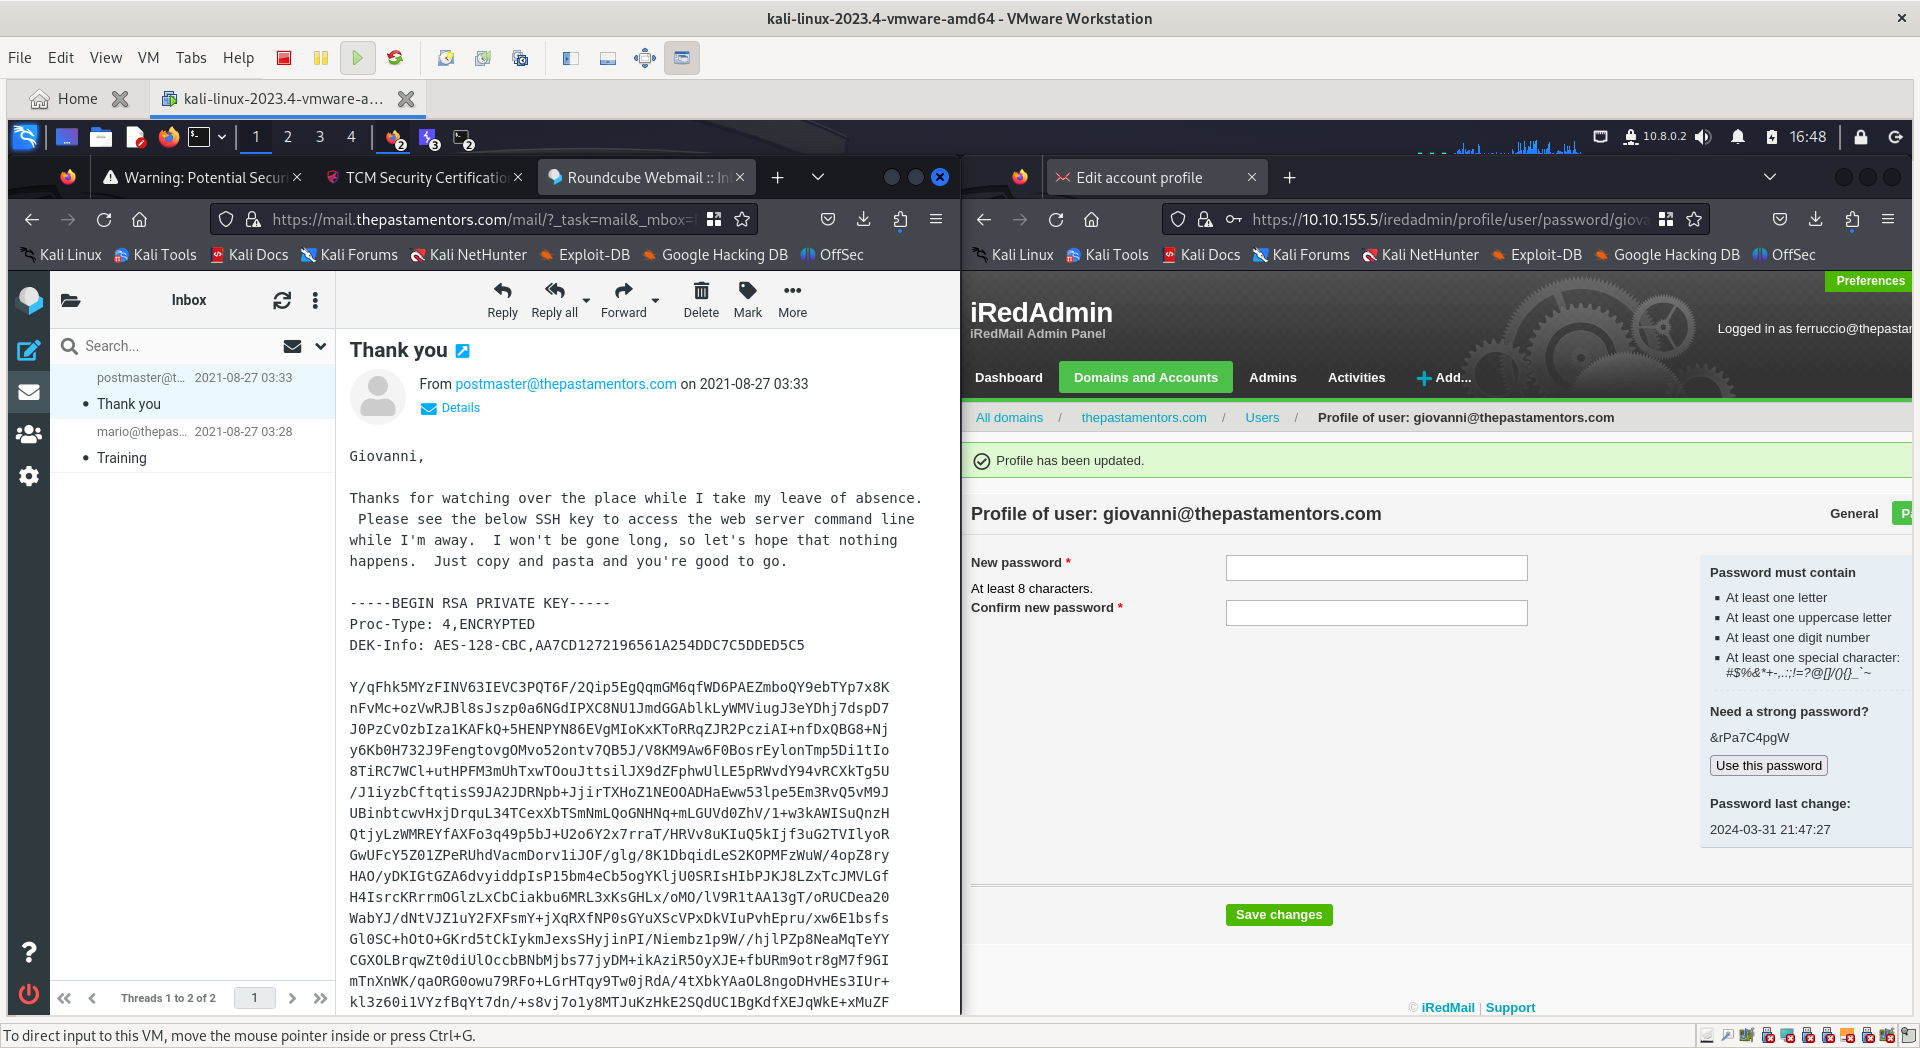 kali-linux-2023.4-vmware-amd64 - VMware Workstation
File Edit View VM Tabs Help
Home kali-linux-2023.4-vmware-a...
1 2 3 4 2 3 2 10.8.0.2 16:48
Warning: Potential Securi TCM Security Certificatio Roundcube Webmail :: In
https://mail.thepastamentors.com/mail/?_task=mail&_mbox=
Kali Linux Kali Tools Kali Docs Kali Forums Kali NetHunter Exploit-DB Google Hacking DB OffSec
Inbox
Search...
postmaster@t... 2021-08-27 03:33
Thank you
mario@thepas... 2021-08-27 03:28
Training
Threads 1 to 2 of 2 1
Reply Reply all Forward Delete Mark More
Thank you
From postmaster@thepastamentors.com on 2021-08-27 03:33
Details
Giovanni,
Thanks for watching over the place while I take my leave of absence.
Please see the below SSH key to access the web server command line
while I'm away. I won't be gone long, so let's hope that nothing
happens. Just copy and pasta and you're good to go.
-----BEGIN RSA PRIVATE KEY-----
Proc-Type: 4,ENCRYPTED
DEK-Info: AES-128-CBC,AA7CD1272196561A254DDC7C5DDED5C5
Y/qFhk5MYzFINV63IEVC3PQT6F/2Qip5EgQqmGM6qfWD6PAEZmboQY9ebTYp7x8K
nFvMc+ozVwRJBl8sJszp0a6NGdIPXC8NU1JmdGGAblkLyWMViugJ3eYDhj7dspD7
J0PzCvOzbIza1KAFkQ+5HENPYN86EVgMIoKxKToRRqZJR2PcziAI+nfDxQBG8+Nj
y6Kb0H732J9FengtovgOMvo52ontv7QB5J/V8KM9Aw6F0BosrEylonTmp5Di1tIo
8TiRC7WCl+utHPFM3mUhTxwTOouJttsilJX9dZFphwUlLE5pRWvdY94vRCXkTg5U
/J1iyzbCftqtisS9JA2JDRNpb+JjirTXHoZ1NEOOADHaEww53lpe5Em3RvQ5vM9J
UBinbtcwvHxjDrquL34TCexXbTSmNmLQoGNHNq+mLGUVd0ZhV/1+w3kAWISuQnzH
QtjyLzWMREYfAXFo3q49p5bJ+U2o6Y2x7rraT/HRVv8uKIuQ5kIjf3uG2TVIlyoR
GwUFcY5Z01ZPeRUhdVacmDorv1iJOF/glg/8K1DbqidLeS2KOPMFzWuW/4opZ8ry
HAO/yDKIGtGZA6dvyiddpIsP15bm4eCb5ogYKljU0SRIsHIbPJKJ8LZxTcJMVLGf
H4IsrcKRrrmOGlzLxCbCiakbu6MRL3xKsGHLx/oMO/lV9R1tAA13gT/oRUCDea20
WabYJ/dNtVJZ1uY2FXFsmY+jXqRXfNP0sGYuXScVPxDkVIuPvhEpru/xw6E1bsfs
Gl0SC+hOtO+GKrd5tCkIykmJexsSHyjinPI/Niembz1p9W//hjlPZp8NeaMqTeYY
CGXOLBrqwZt0diUlOccbBNbMjbs77jyDM+ikAziR5OyXJE+fbURm9otr8gM7f9GI
mTnXnWK/qaORG0owu79RFo+LGrHTqy9Tw0jRdA/4tXbkYAaOL8ngoDHvHEs3IUr+
kl3z60i1VYzfBqYt7dn/+s8vj7o1y8MTJuKzHkE2SQdUC1BgKdfXEJqWkE+xMuZF
Edit account profile
https://10.10.155.5/iredadmin/profile/user/password/giova
Kali Linux Kali Tools Kali Docs Kali Forums Kali NetHunter Exploit-DB Google Hacking DB OffSec
Preferences
iRedAdmin
iRedMail Admin Panel
Logged in as ferruccio@thepastar
Dashboard Domains and Accounts Admins Activities Add...
All domains / thepastamentors.com / Users / Profile of user: giovanni@thepastamentors.com
Profile has been updated.
Profile of user: giovanni@thepastamentors.com General Pa
New password *
At least 8 characters.
Confirm new password *
Password must contain
At least one letter
At least one uppercase letter
At least one digit number
At least one special character:
#$%&*+-,.:;!=?@[]/(){}_`~
Need a strong password?
&rPa7C4pgW
Use this password
Password last change:
2024-03-31 21:47:27
Save changes
© iRedMail | Support
To direct input to this VM, move the mouse pointer inside or press Ctrl+G.